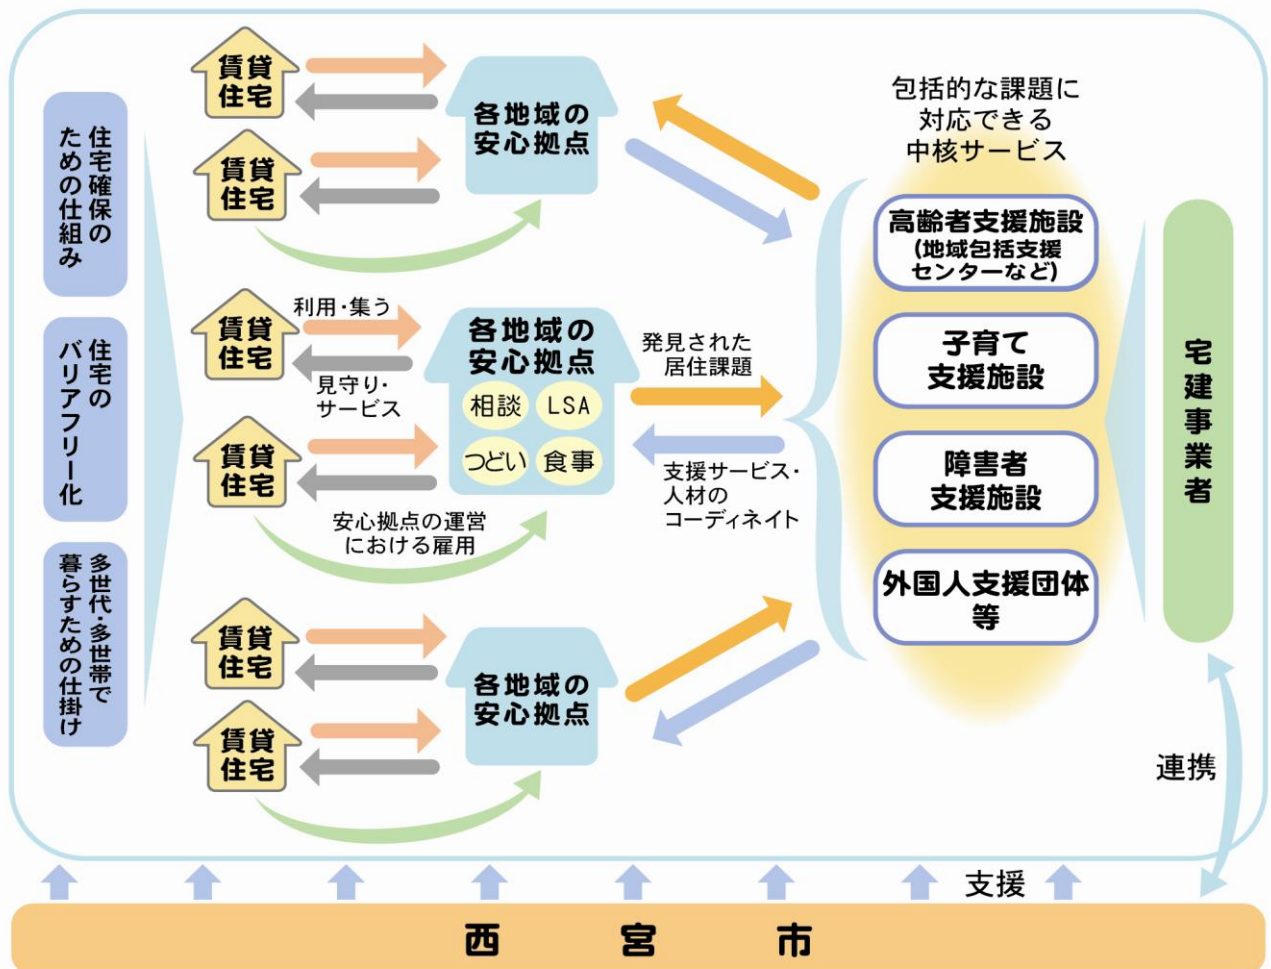 住宅確保の
ための仕組み
住宅の
バリアフリー化
多世代・多世帯で
暮らすための仕掛け
賃貸
住宅
賃貸
住宅
各地域の
安心拠点
賃貸
住宅
賃貸
住宅
利用・集う
見守り・
サービス
各地域の
安心拠点
相談
LSA
つどい
食事
安心拠点の運営
における雇用
賃貸
住宅
賃貸
住宅
各地域の
安心拠点
発見された
居住課題
支援サービス・
人材の
コーディネイト
包括的な課題に
対応できる
中核サービス
高齢者支援施設
(地域包括支援
センターなど)
子育て
支援施設
障害者
支援施設
外国人支援団体
等
宅建事業者
連携
支援
西宮市